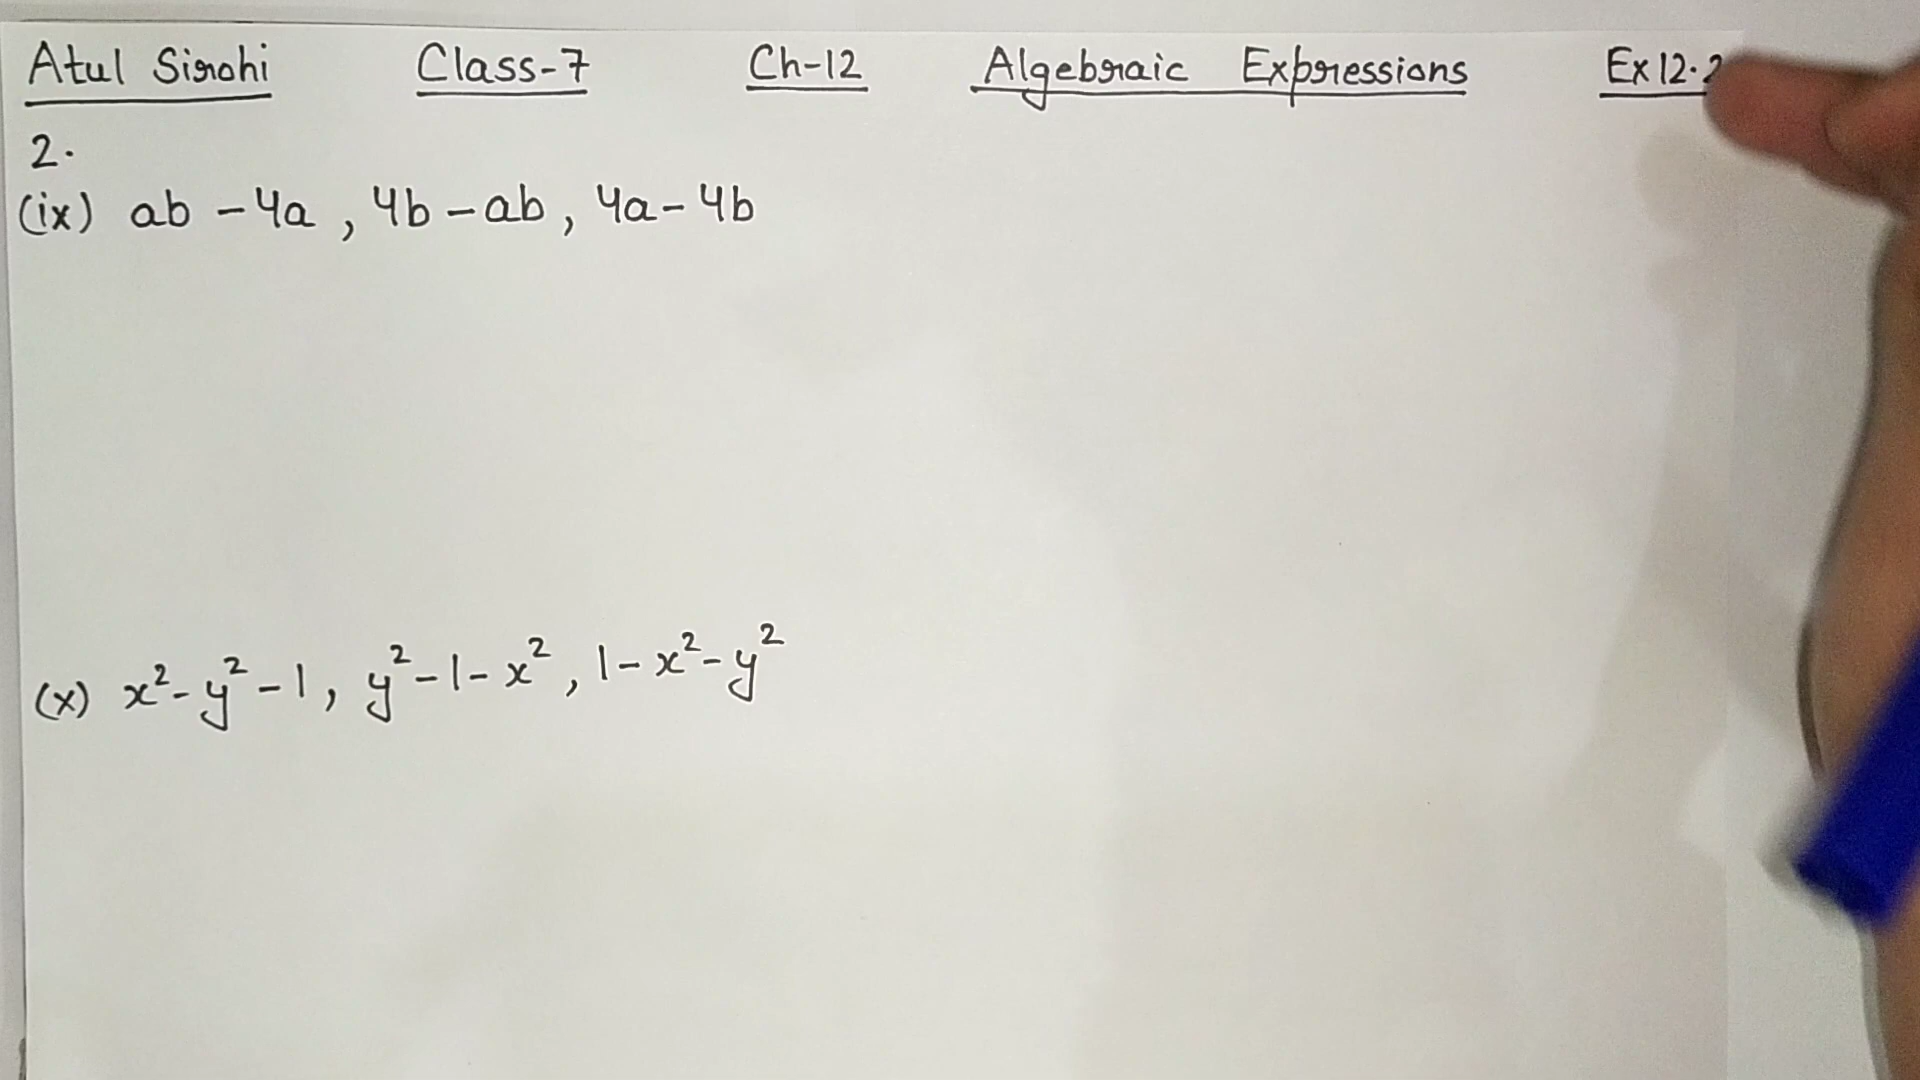 Atul Sirohi Class-7 Ch-12 Algebraic Expressions Ex 12.2
2.
(ix) ab - 4a , 4b - ab , 4a - 4b
(x) x² - y² - 1 , y² - 1 - x² , 1 - x² - y²